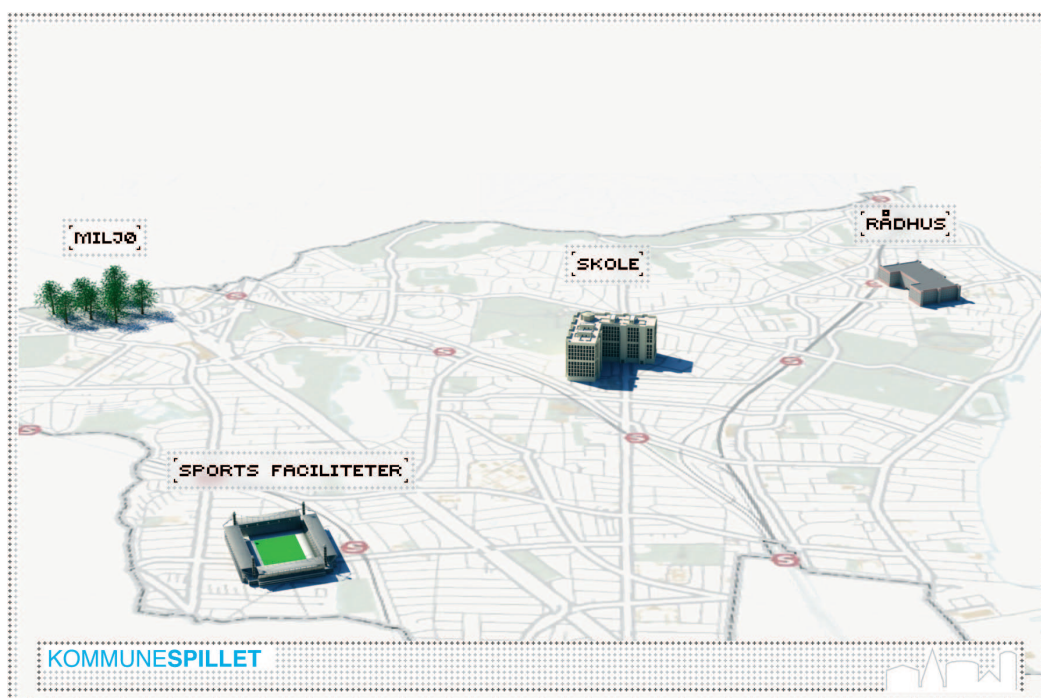 MILJØ
RÅDHUS
SKOLE
SPORTS FACILITETER
KOMMUNESPILLET